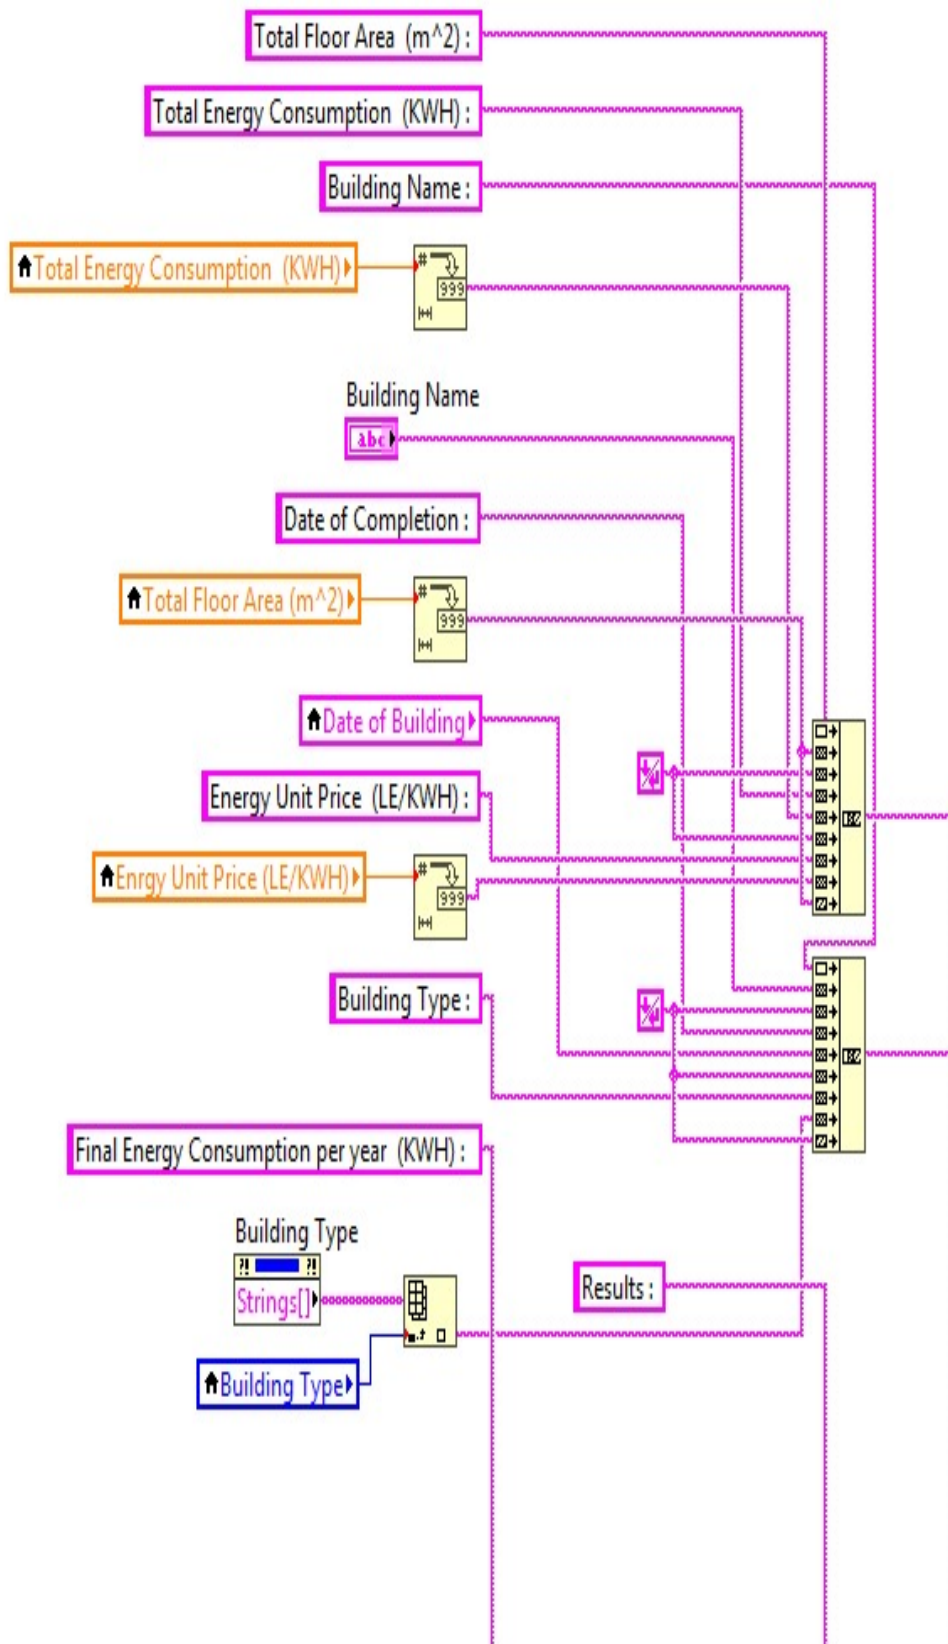 Total Floor Area (m^2) :
Total Energy Consumption (KWH) :
Building Name :
Total Energy Consumption (KWH)
#
999
Building Name
abc
Date of Completion :
Total Floor Area (m^2)
#
999
Date of Building
Energy Unit Price (LE/KWH) :
Enrgy Unit Price (LE/KWH)
#
999
Building Type :
Final Energy Consumption per year (KWH) :
Building Type
?! ?!
Strings[]
Results :
Building Type